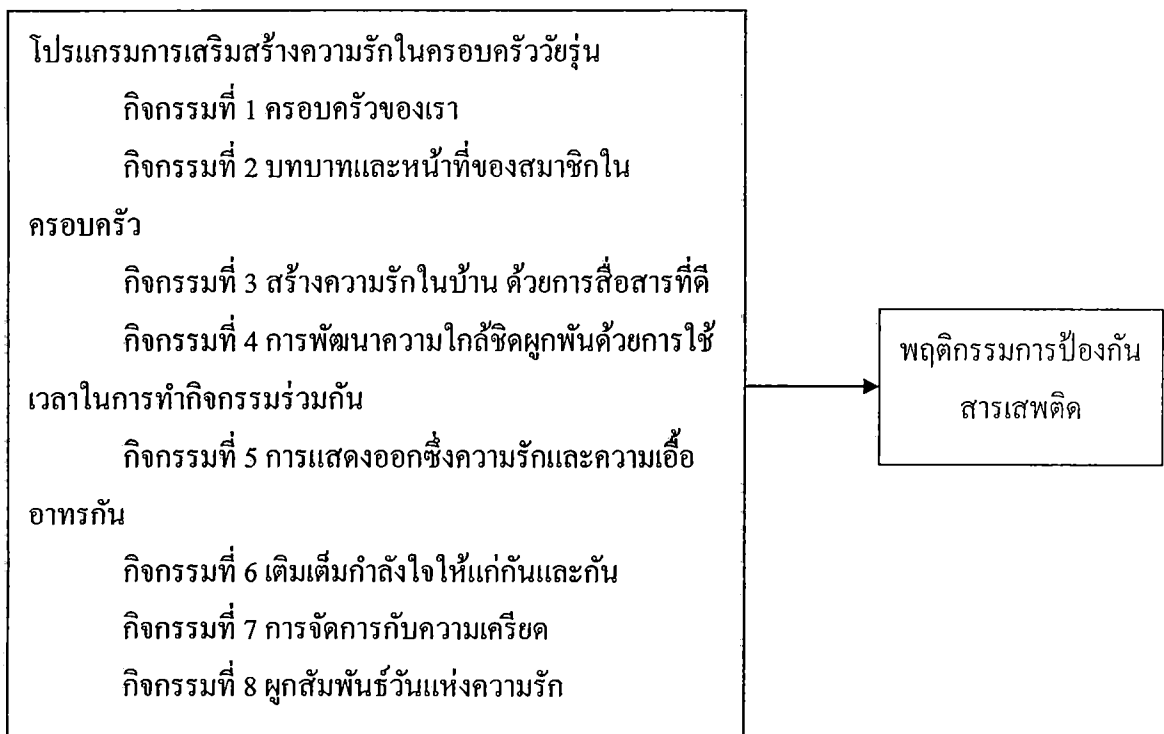 โปรแกรมการเสริมสร้างความรักในครอบครัววัยรุ่น
กิจกรรมที่ 1 ครอบครัวของเรา
กิจกรรมที่ 2 บทบาทและหน้าที่ของสมาชิกใน
ครอบครัว
กิจกรรมที่ 3 สร้างความรักในบ้าน ด้วยการสื่อสารที่ดี
กิจกรรมที่ 4 การพัฒนาความใกล้ชิดผูกพันด้วยการใช้
เวลาในการทำกิจกรรมร่วมกัน
กิจกรรมที่ 5 การแสดงออกซึ่งความรักและความเอื้อ
อาทรกัน
กิจกรรมที่ 6 เติมเต็มกำลังใจให้แก่กันและกัน
กิจกรรมที่ 7 การจัดการกับความเครียด
กิจกรรมที่ 8 ผูกสัมพันธ์วันแห่งความรัก
พฤติกรรมการป้องกัน
สารเสพติด